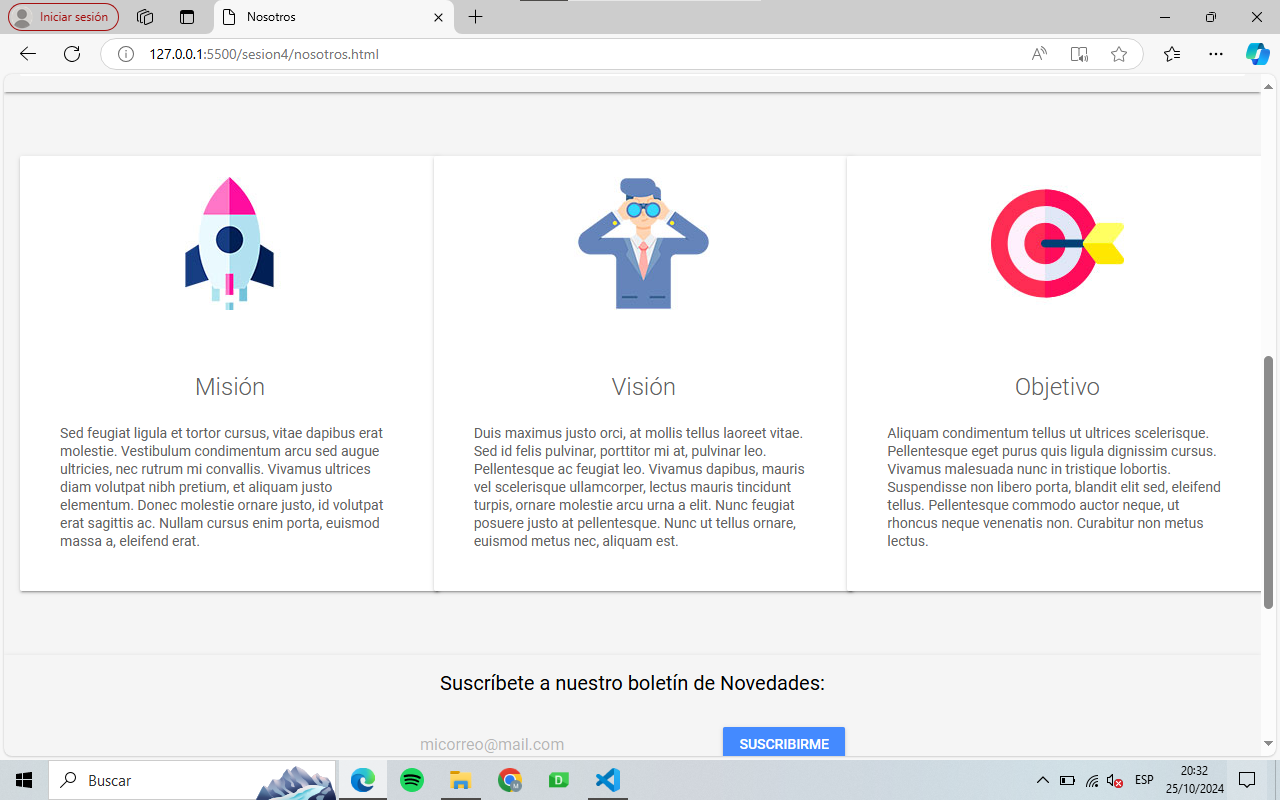 Iniciar sesión
Nosotros
127.0.0.1:5500/sesion4/nosotros.html
Misión
Sed feugiat ligula et tortor cursus, vitae dapibus erat
molestie. Vestibulum condimentum arcu sed augue
ultricies, nec rutrum mi convallis. Vivamus ultrices
diam volutpat nibh pretium, et aliquam justo
elementum. Donec molestie ornare justo, id volutpat
erat sagittis ac. Nullam cursus enim porta, euismod
massa a, eleifend erat.
Visión
Duis maximus justo orci, at mollis tellus laoreet vitae.
Sed id felis pulvinar, porttitor mi at, pulvinar leo.
Pellentesque ac feugiat leo. Vivamus dapibus, mauris
vel scelerisque ullamcorper, lectus mauris tincidunt
turpis, ornare molestie arcu urna a elit. Nunc feugiat
posuere justo at pellentesque. Nunc ut tellus ornare,
euismod metus nec, aliquam est.
Objetivo
Aliquam condimentum tellus ut ultrices scelerisque.
Pellentesque eget purus quis ligula dignissim cursus.
Vivamus malesuada nunc in tristique lobortis.
Suspendisse non libero porta, blandit elit sed, eleifend
tellus. Pellentesque commodo auctor neque, ut
rhoncus neque venenatis non. Curabitur non metus
lectus.
Suscríbete a nuestro boletín de Novedades:
micorreo@mail.com
SUSCRIBIRME
Buscar
D
ESP
20:32
25/10/2024